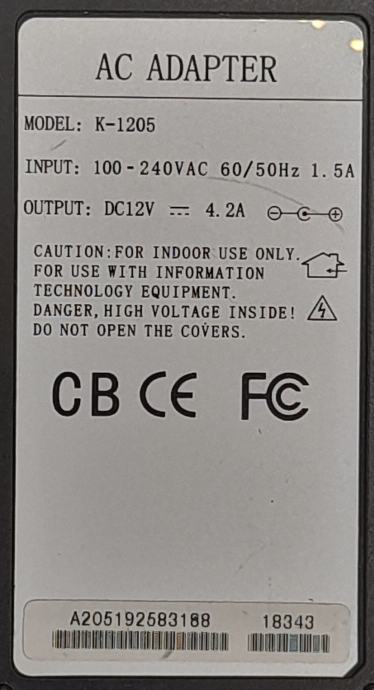 AC ADAPTER
MODEL: K-1205
INPUT: 100-240VAC 60/50Hz 1.5A
OUTPUT: DC12V ⎓ 4.2A
CAUTION:FOR INDOOR USE ONLY.
FOR USE WITH INFORMATION
TECHNOLOGY EQUIPMENT.
DANGER, HIGH VOLTAGE INSIDE!
DO NOT OPEN THE COVERS.
CB CE FC
A205192583188 18343